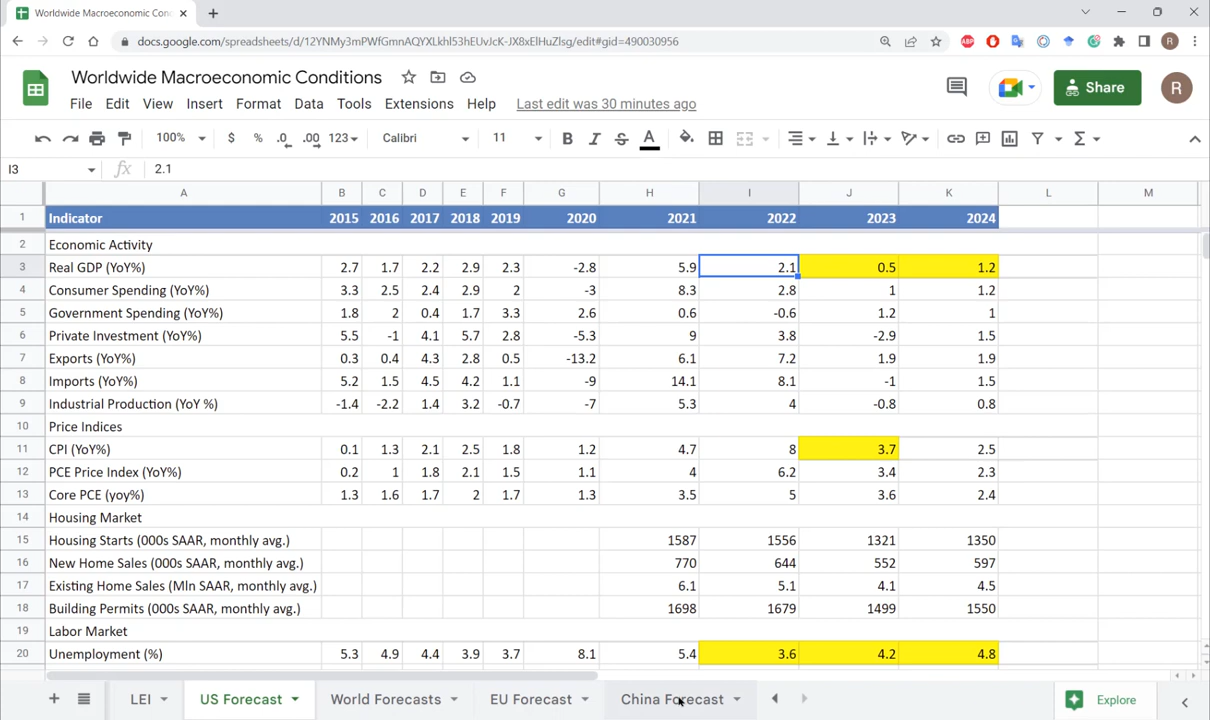 Worldwide Macroeconomic Con
docs.google.com/spreadsheets/d/12YNMy3mPWfGmnAQYXLkhl53hEUvJcK-JX8xElHuZlsg/edit#gid=490030956
ABP
R
Worldwide Macroeconomic Conditions
Share
R
File Edit View Insert Format Data Tools Extensions Help Last edit was 30 minutes ago
100% $ % .0 .00 123 Calibri 11 B I S A Σ
I3 fx 2.1
A B C D E F G H I J K L M
1 Indicator 2015 2016 2017 2018 2019 2020 2021 2022 2023 2024
2 Economic Activity
3 Real GDP (YoY%) 2.7 1.7 2.2 2.9 2.3 -2.8 5.9 2.1 0.5 1.2
4 Consumer Spending (YoY%) 3.3 2.5 2.4 2.9 2 -3 8.3 2.8 1 1.2
5 Government Spending (YoY%) 1.8 2 0.4 1.7 3.3 2.6 0.6 -0.6 1.2 1
6 Private Investment (YoY%) 5.5 -1 4.1 5.7 2.8 -5.3 9 3.8 -2.9 1.5
7 Exports (YoY%) 0.3 0.4 4.3 2.8 0.5 -13.2 6.1 7.2 1.9 1.9
8 Imports (YoY%) 5.2 1.5 4.5 4.2 1.1 -9 14.1 8.1 -1 1.5
9 Industrial Production (YoY %) -1.4 -2.2 1.4 3.2 -0.7 -7 5.3 4 -0.8 0.8
10 Price Indices
11 CPI (YoY%) 0.1 1.3 2.1 2.5 1.8 1.2 4.7 8 3.7 2.5
12 PCE Price Index (YoY%) 0.2 1 1.8 2.1 1.5 1.1 4 6.2 3.4 2.3
13 Core PCE (yoy%) 1.3 1.6 1.7 2 1.7 1.3 3.5 5 3.6 2.4
14 Housing Market
15 Housing Starts (000s SAAR, monthly avg.) 1587 1556 1321 1350
16 New Home Sales (000s SAAR, monthly avg.) 770 644 552 597
17 Existing Home Sales (Mln SAAR, monthly avg.) 6.1 5.1 4.1 4.5
18 Building Permits (000s SAAR, monthly avg.) 1698 1679 1499 1550
19 Labor Market
20 Unemployment (%) 5.3 4.9 4.4 3.9 3.7 8.1 5.4 3.6 4.2 4.8
LEI US Forecast World Forecasts EU Forecast China Forecast Explore